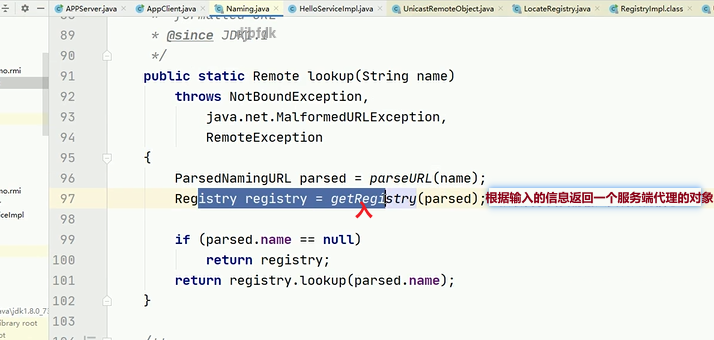 APPServer.java AppClient.java Naming.java HelloServiceImpl.java UnicastRemoteObject.java LocateRegistry.java RegistryImpl.class
89 * @since JDK1.1
90 */
91 public static Remote lookup(String name)
92 throws NotBoundException,
93 java.net.MalformedURLException,
94 RemoteException
95 {
96 ParsedNamingURL parsed = parseURL(name);
97 Registry registry = getRegistry(parsed); 根据输入的信息返回一个服务端代理的对象
98
99 if (parsed.name == null)
100 return registry;
101 return registry.lookup(parsed.name);
102 }
103
mo.rmi
mo.rmi
ceImpl
ava\jdk1.8.0_7
ibrary root